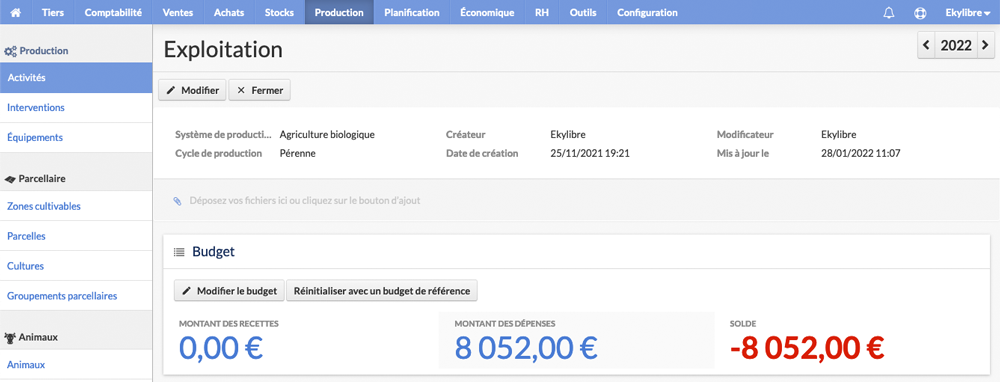 Tiers Comptabilité Ventes Achats Stocks Production Planification Économique RH Outils Configuration Ekylibre
Production
Activités
Interventions
Équipements
Parcellaire
Zones cultivables
Parcelles
Cultures
Groupements parcellaires
Animaux
Animaux
Exploitation
2022
Modifier Fermer
Système de producti... Agriculture biologique Créateur Ekylibre Modificateur Ekylibre
Cycle de production Pérenne Date de création 25/11/2021 19:21 Mis à jour le 28/01/2022 11:07
Déposez vos fichiers ici ou cliquez sur le bouton d'ajout
Budget
Modifier le budget Réinitialiser avec un budget de référence
MONTANT DES RECETTES MONTANT DES DÉPENSES SOLDE
0,00 € 8 052,00 € -8 052,00 €